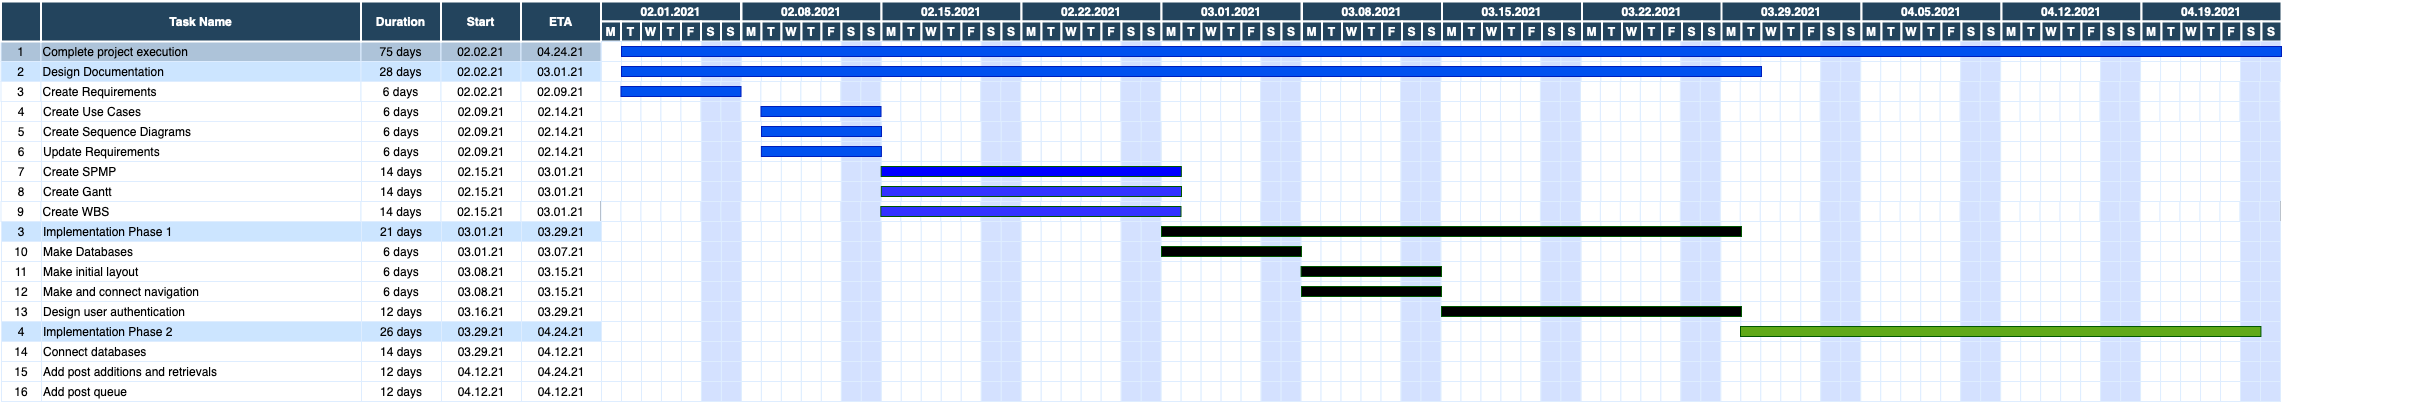 Task Name Duration Start ETA 02.01.2021 02.08.2021 02.15.2021 02.22.2021 03.01.2021 03.08.2021 03.15.2021 03.22.2021 03.29.2021 04.05.2021 04.12.2021 04.19.2021
M T W T F S S M T W T F S S M T W T F S S M T W T F S S M T W T F S S M T W T F S S M T W T F S S M T W T F S S M T W T F S S M T W T F S S M T W T F S S M T W T F S S
1 Complete project execution 75 days 02.02.21 04.24.21
2 Design Documentation 28 days 02.02.21 03.01.21
3 Create Requirements 6 days 02.02.21 02.09.21
4 Create Use Cases 6 days 02.09.21 02.14.21
5 Create Sequence Diagrams 6 days 02.09.21 02.14.21
6 Update Requirements 6 days 02.09.21 02.14.21
7 Create SPMP 14 days 02.15.21 03.01.21
8 Create Gantt 14 days 02.15.21 03.01.21
9 Create WBS 14 days 02.15.21 03.01.21
3 Implementation Phase 1 21 days 03.01.21 03.29.21
10 Make Databases 6 days 03.01.21 03.07.21
11 Make initial layout 6 days 03.08.21 03.15.21
12 Make and connect navigation 6 days 03.08.21 03.15.21
13 Design user authentication 12 days 03.16.21 03.29.21
4 Implementation Phase 2 26 days 03.29.21 04.24.21
14 Connect databases 14 days 03.29.21 04.12.21
15 Add post additions and retrievals 12 days 04.12.21 04.24.21
16 Add post queue 12 days 04.12.21 04.24.21